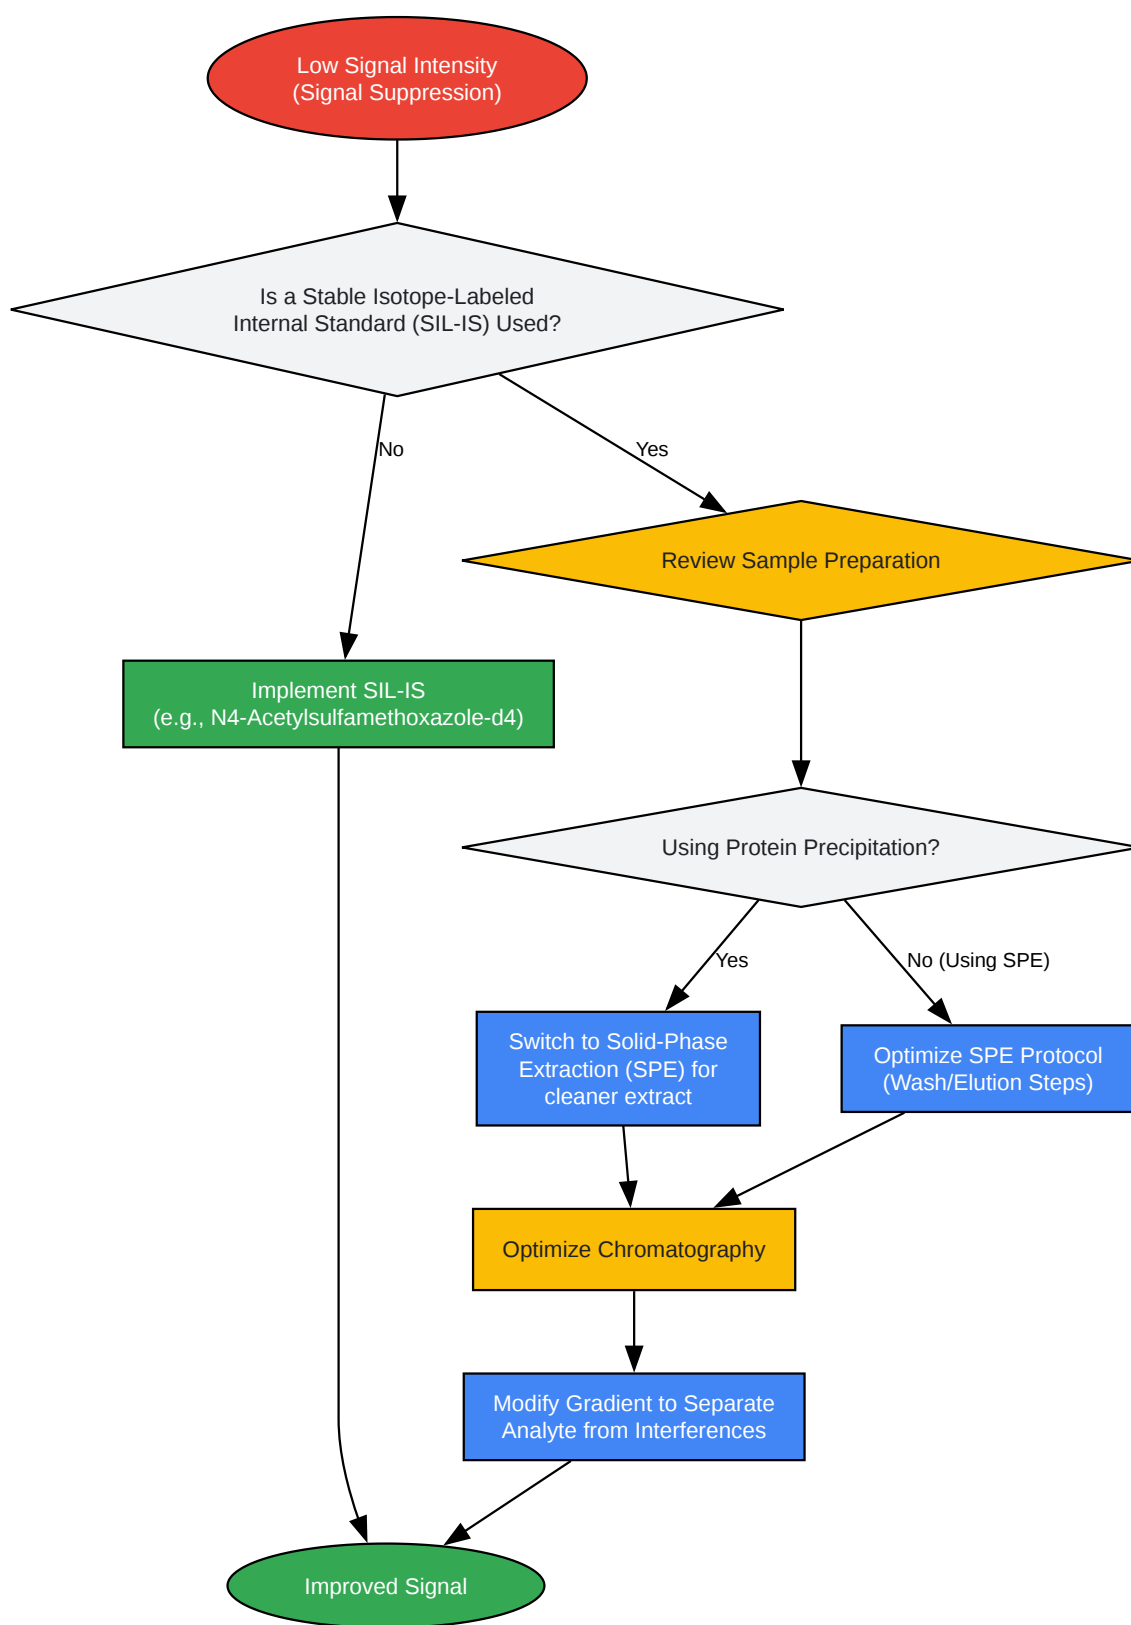 Low Signal Intensity
(Signal Suppression)
Is a Stable Isotope-Labeled
Internal Standard (SIL-IS) Used?
No
Yes
Review Sample Preparation
Implement SIL-IS
(e.g., N4-Acetylsulfamethoxazole-d4)
Using Protein Precipitation?
Yes
No (Using SPE)
Switch to Solid-Phase
Extraction (SPE) for
cleaner extract
Optimize SPE Protocol
(Wash/Elution Steps)
Optimize Chromatography
Modify Gradient to Separate
Analyte from Interferences
Improved Signal